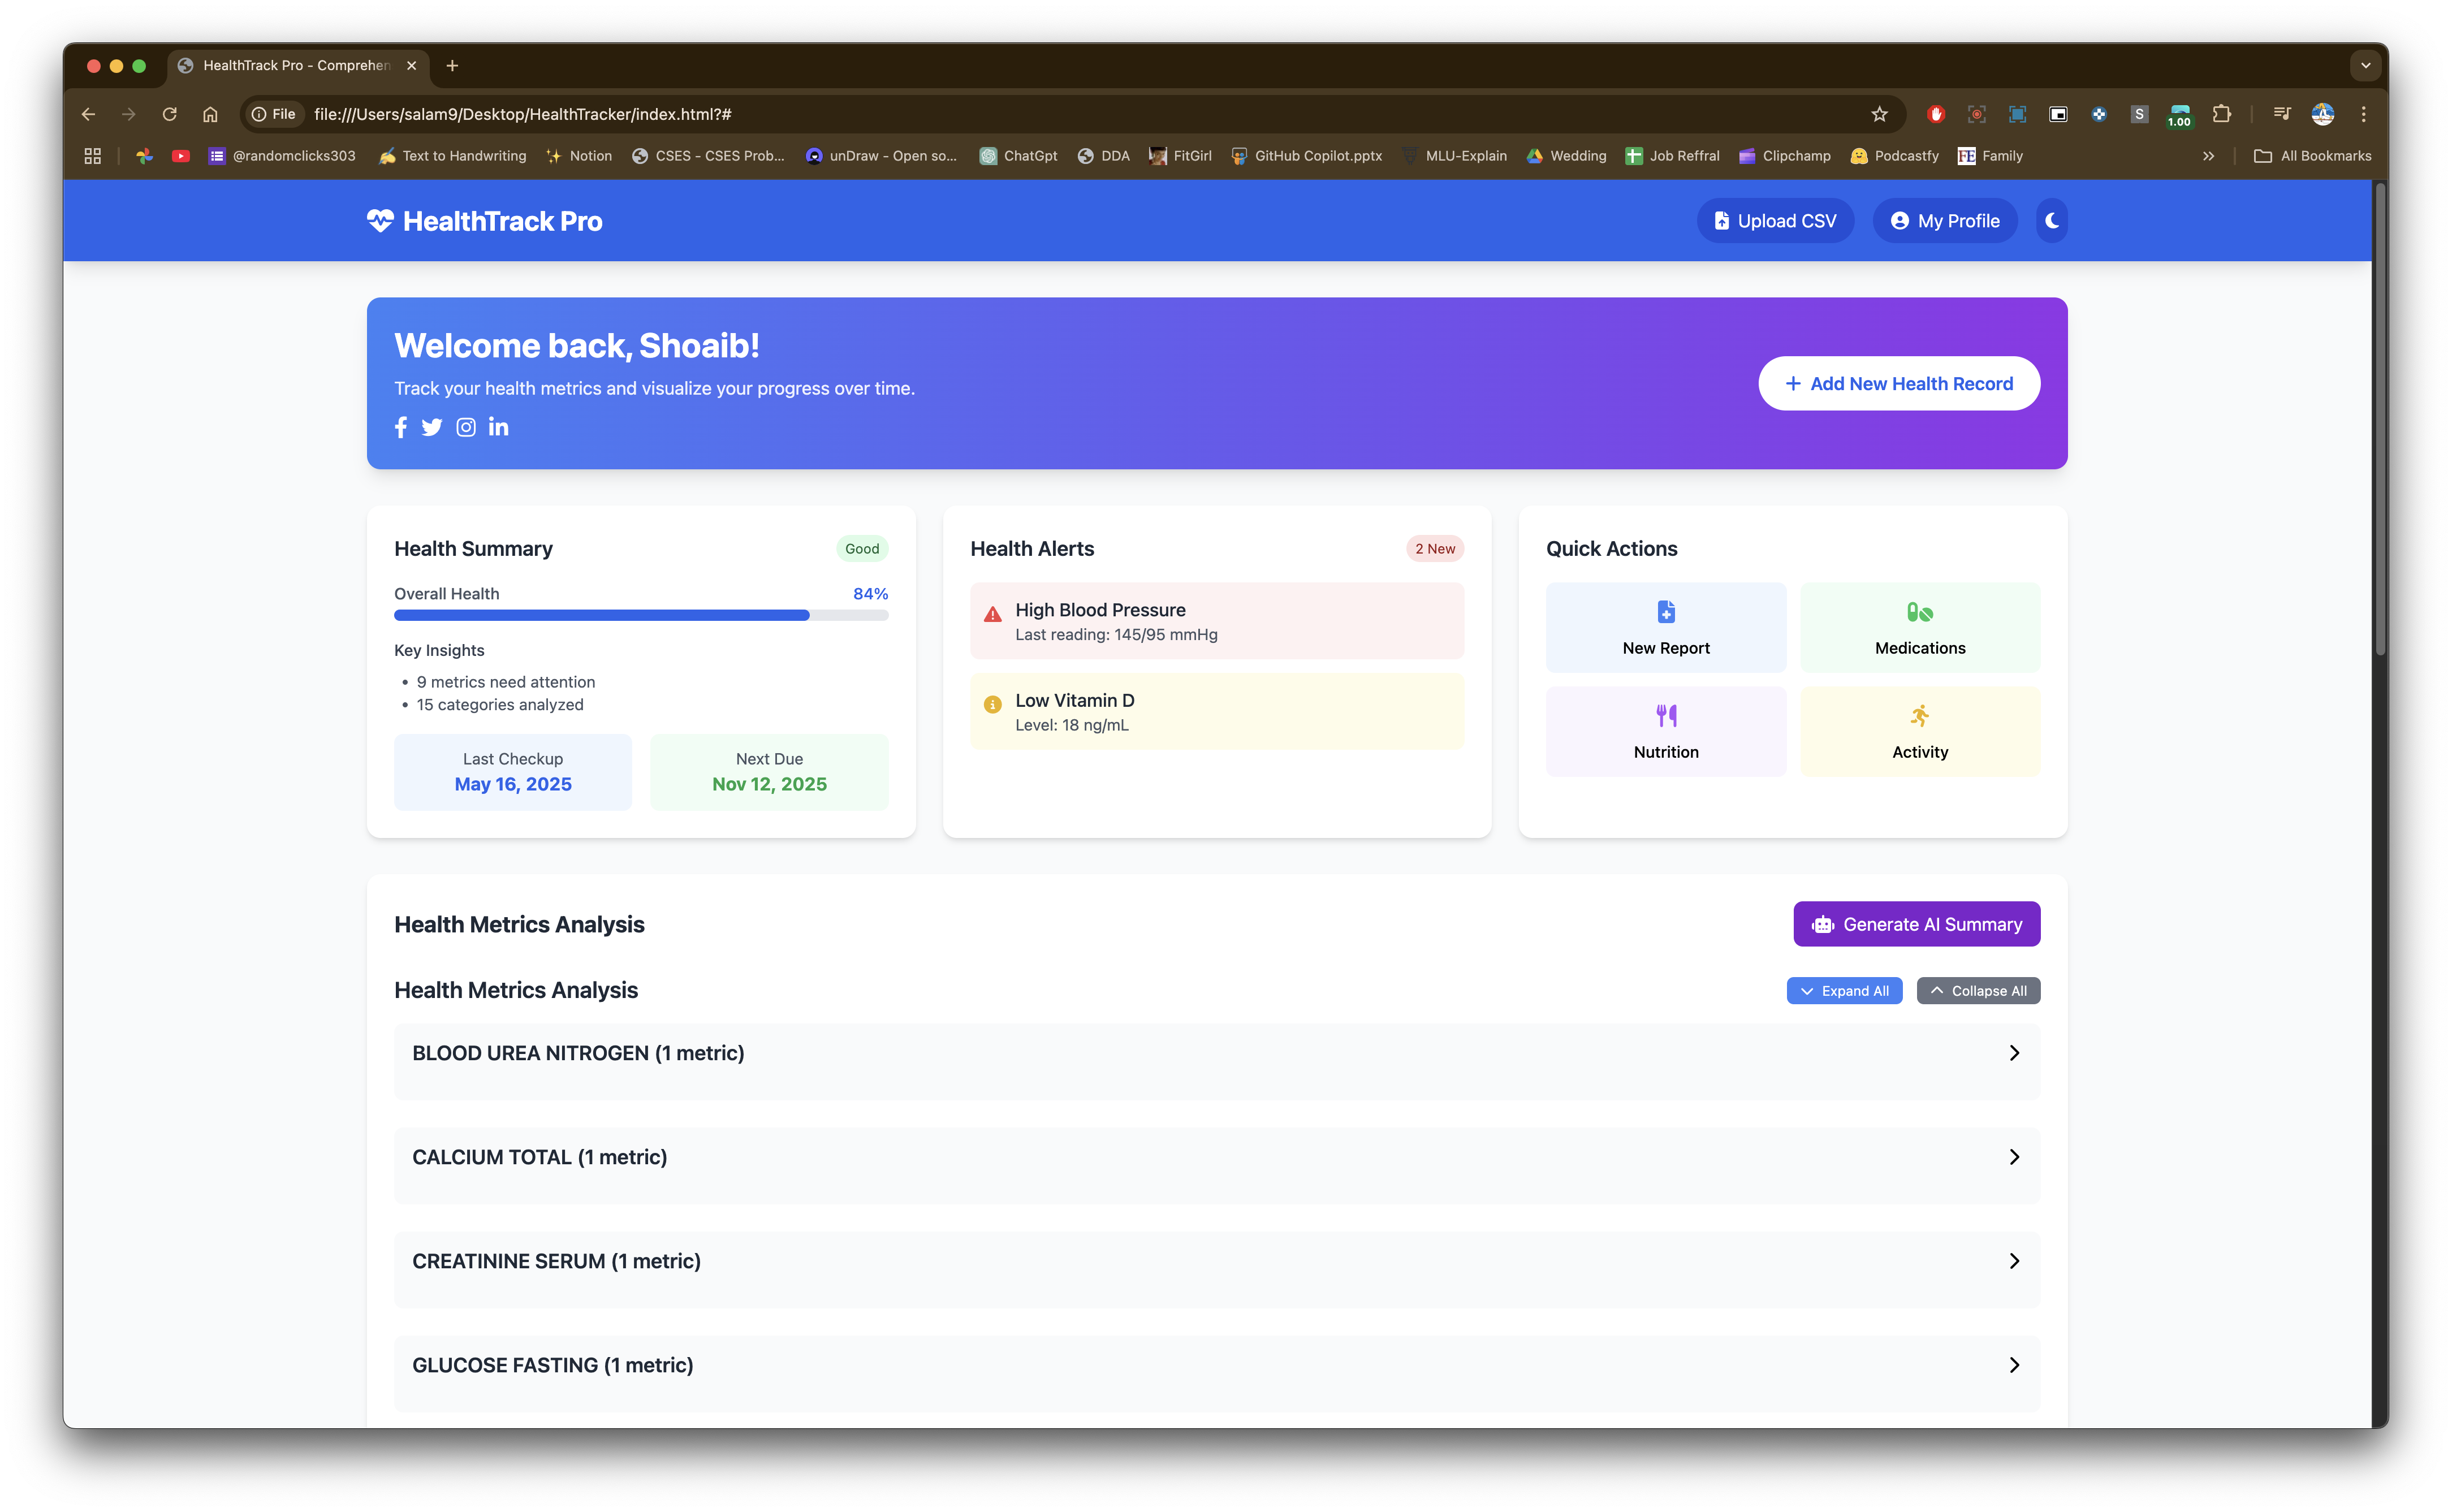 HealthTrack Pro - Comprehen
File file:///Users/salam9/Desktop/HealthTracker/index.html?#
S
1.00
@randomclicks303 Text to Handwriting Notion CSES - CSES Prob... unDraw - Open so... ChatGpt DDA FitGirl GitHub Copilot.pptx MLU-Explain Wedding Job Reffral Clipchamp Podcastfy FE Family All Bookmarks
HealthTrack Pro
Upload CSV
My Profile
Welcome back, Shoaib!
Track your health metrics and visualize your progress over time.
Add New Health Record
Health Summary
Good
Overall Health
84%
Key Insights
• 9 metrics need attention
• 15 categories analyzed
Last Checkup
May 16, 2025
Next Due
Nov 12, 2025
Health Alerts
2 New
High Blood Pressure
Last reading: 145/95 mmHg
Low Vitamin D
Level: 18 ng/mL
Quick Actions
New Report
Medications
Nutrition
Activity
Health Metrics Analysis
Generate AI Summary
Health Metrics Analysis
Expand All
Collapse All
BLOOD UREA NITROGEN (1 metric)
CALCIUM TOTAL (1 metric)
CREATININE SERUM (1 metric)
GLUCOSE FASTING (1 metric)